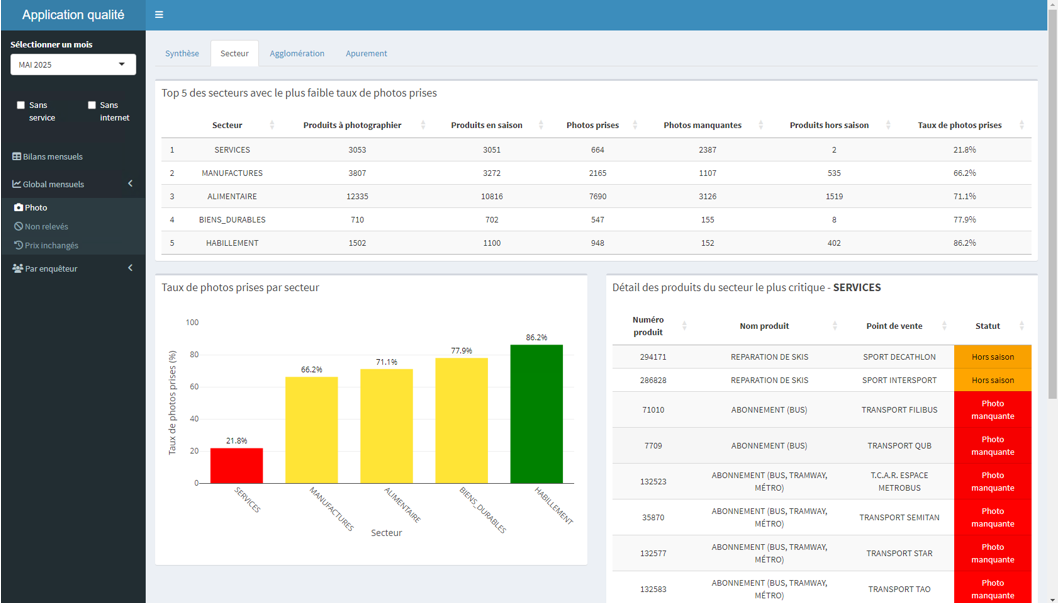 Application qualité
Sélectionner un mois
MAI 2025
Sans service
Sans internet
Bilans mensuels
Global mensuels
Photo
Non relevés
Prix inchangés
Par enquêteur
Synthèse Secteur Agglomération Apurement
Top 5 des secteurs avec le plus faible taux de photos prises
Secteur Produits à photographier Produits en saison Photos prises Photos manquantes Produits hors saison Taux de photos prises
1 SERVICES 3053 3051 664 2387 2 21.8%
2 MANUFACTURES 3807 3272 2165 1107 535 66.2%
3 ALIMENTAIRE 12335 10816 7690 3126 1519 71.1%
4 BIENS_DURABLES 710 702 547 155 8 77.9%
5 HABILLEMENT 1502 1100 948 152 402 86.2%
Taux de photos prises par secteur
Taux de photos prises (%)
100
80
60
40
20
0
21.8%
66.2%
71.1%
77.9%
86.2%
SERVICES
MANUFACTURES
ALIMENTAIRE
BIENS_DURABLES
HABILLEMENT
Secteur
Détail des produits du secteur le plus critique - SERVICES
Numéro produit Nom produit Point de vente Statut
294171 REPARATION DE SKIS SPORT DECATHLON Hors saison
286828 REPARATION DE SKIS SPORT INTERSPORT Hors saison
71010 ABONNEMENT (BUS) TRANSPORT FILIBUS Photo manquante
7709 ABONNEMENT (BUS) TRANSPORT QUB Photo manquante
132523 ABONNEMENT (BUS, TRAMWAY, MÉTRO) T.C.A.R. ESPACE METROBUS Photo manquante
35870 ABONNEMENT (BUS, TRAMWAY, MÉTRO) TRANSPORT SEMITAN Photo manquante
132577 ABONNEMENT (BUS, TRAMWAY, MÉTRO) TRANSPORT STAR Photo manquante
132583 ABONNEMENT (BUS, TRAMWAY, MÉTRO) TRANSPORT TAO Photo manquante